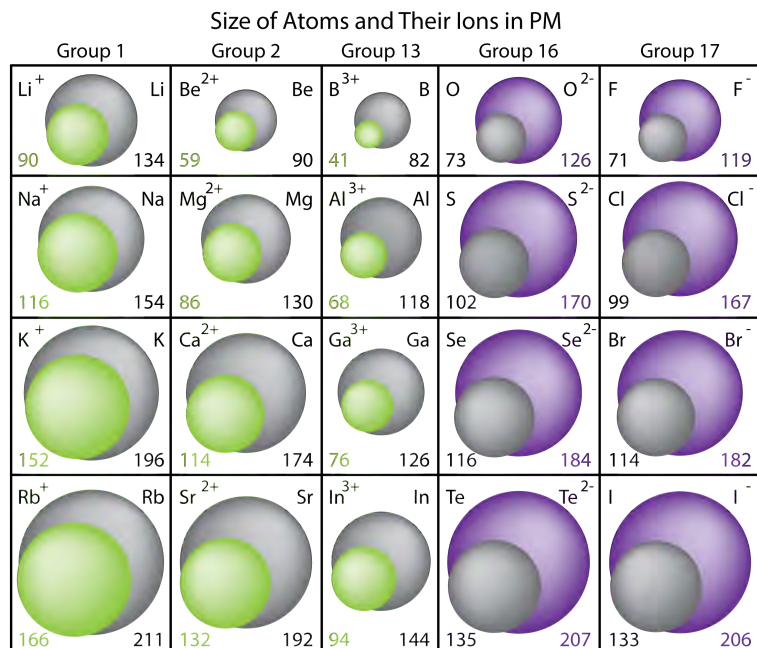 Size of Atoms and Their Ions in PM
Group 1 Group 2 Group 13 Group 16 Group 17
Li+ Li Be2+ Be B3+ B O O2- F F-
90 134 59 90 41 82 73 126 71 119
Na+ Na Mg2+ Mg Al3+ Al S S2- Cl Cl-
116 154 86 130 68 118 102 170 99 167
K+ K Ca2+ Ca Ga3+ Ga Se Se2- Br Br-
152 196 114 174 76 126 116 184 114 182
Rb+ Rb Sr2+ Sr In3+ In Te Te2- I I-
166 211 132 192 94 144 135 207 133 206